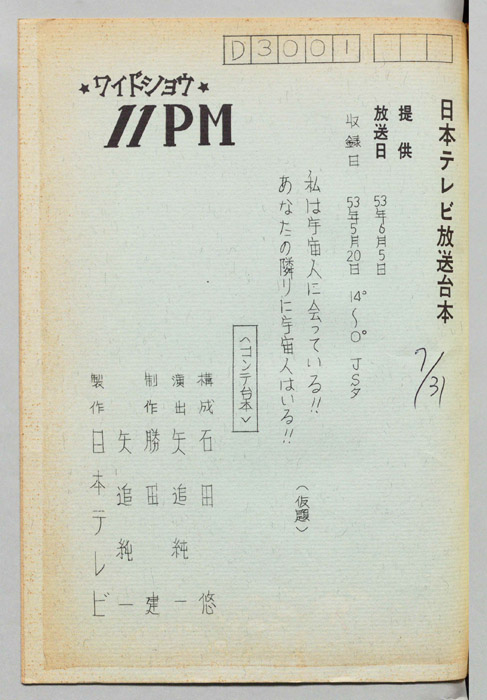 D3001
★ワイドショウ★
11PM
日本テレビ放送台本
7/31
提供
放送日 53年6月5日
収録日 53年5月20日 14°〜0° JSタ
私は宇宙人に会っている!!
あなたの隣りに宇宙人はいる!!
(仮題)
<コンテ台本>
構成 石田 悠
演出 矢追純一
制作 勝田 建
矢追純一
製作 日本テレビ